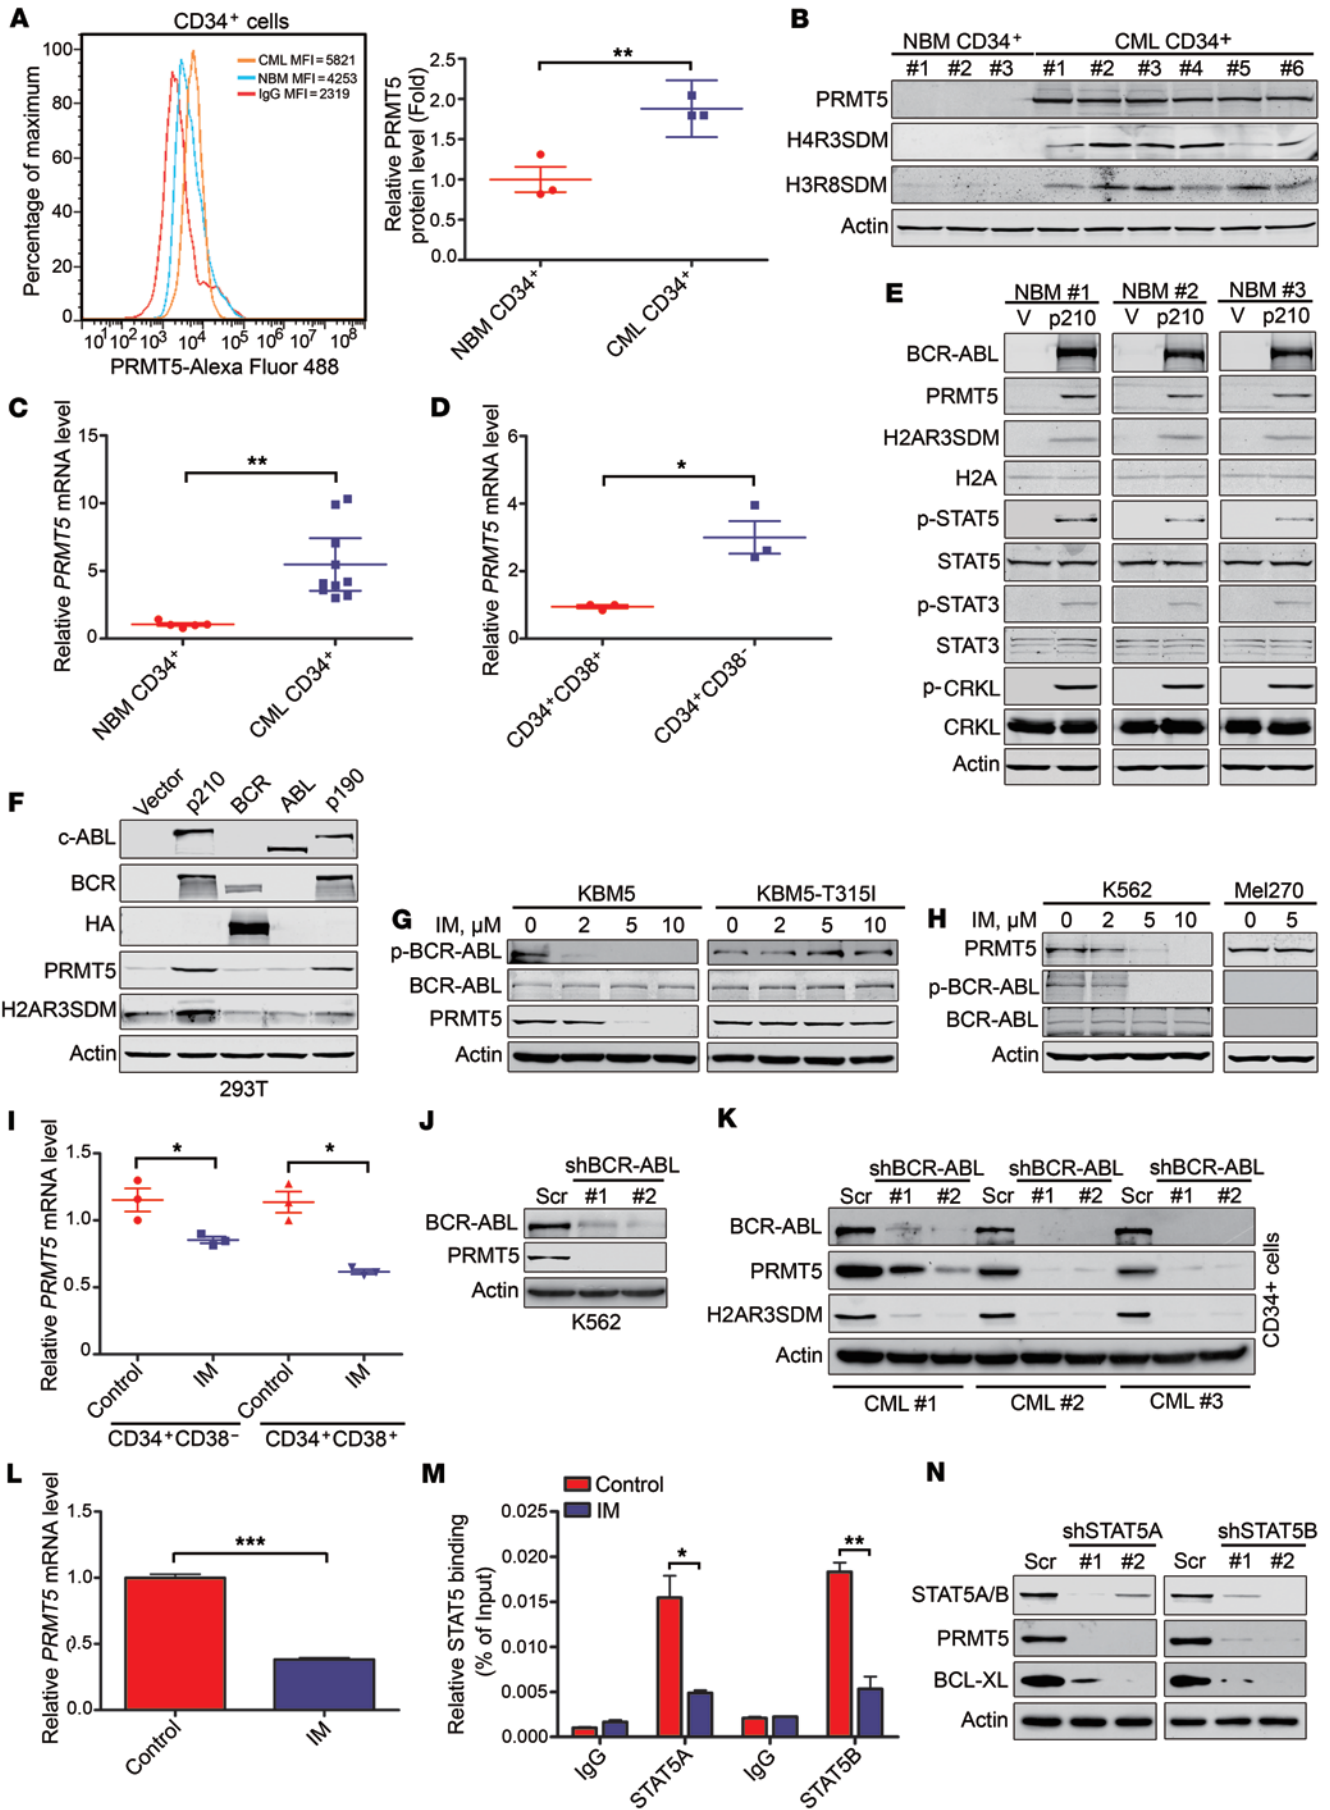 A
CD34⁺ cells
CML MFI=5821
NBM MFI=4253
IgG MFI=2319
100
80
60
40
20
0
Percentage of maximum
10¹ 10² 10³ 10⁴ 10⁵ 10⁶ 10⁷ 10⁸
PRMT5-Alexa Fluor 488
**
Relative PRMT5
protein level (Fold)
2.5
2.0
1.5
1.0
0.5
0.0
NBM CD34⁺
CML CD34⁺
B
NBM CD34⁺ CML CD34+
#1 #2 #3 #1 #2 #3 #4 #5 #6
PRMT5
H4R3SDM
H3R8SDM
Actin
C
Relative PRMT5 mRNA level
15
10
5
0
**
NBM CD34⁺
CML CD34⁺
D
Relative PRMT5 mRNA level
6
4
2
0
*
CD34⁺CD38⁺
CD34⁺CD38⁻
E
NBM #1 NBM #2 NBM #3
V p210 V p210 V p210
BCR-ABL
PRMT5
H2AR3SDM
H2A
p-STAT5
STAT5
p-STAT3
STAT3
p-CRKL
CRKL
Actin
F
Vector p210 BCR ABL p190
c-ABL
BCR
HA
PRMT5
H2AR3SDM
Actin
293T
G
KBM5 KBM5-T315I
IM, µM 0 2 5 10 0 2 5 10
p-BCR-ABL
BCR-ABL
PRMT5
Actin
H
K562 Mel270
IM, µM 0 2 5 10 0 5
PRMT5
p-BCR-ABL
BCR-ABL
Actin
I
Relative PRMT5 mRNA level
1.5
1.0
0.5
0
* *
Control IM Control IM
CD34⁺CD38⁻ CD34⁺CD38⁺
J
shBCR-ABL
Scr #1 #2
BCR-ABL
PRMT5
Actin
K562
K
shBCR-ABL shBCR-ABL shBCR-ABL
Scr #1 #2 Scr #1 #2 Scr #1 #2
BCR-ABL
PRMT5
H2AR3SDM
Actin
CML #1 CML #2 CML #3
CD34+ cells
L
Relative PRMT5 mRNA level
1.5
1.0
0.5
0.0
***
Control IM
M
Control
IM
Relative STAT5 binding
(% of Input)
0.025
0.020
0.015
0.010
0.005
0.000
* **
IgG STAT5A IgG STAT5B
N
shSTAT5A shSTAT5B
Scr #1 #2 Scr #1 #2
STAT5A/B
PRMT5
BCL-XL
Actin